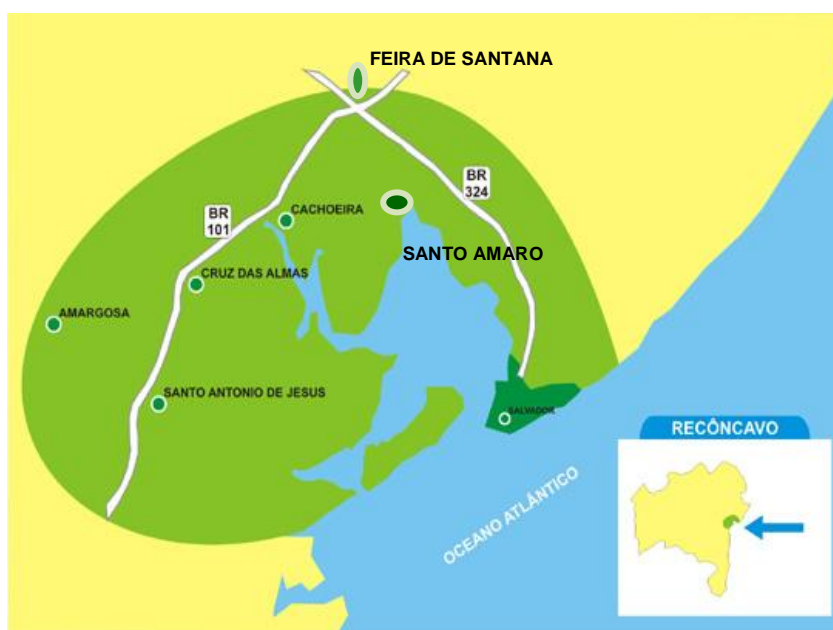 FEIRA DE SANTANA
BR
324
BR
101
CACHOEIRA
SANTO AMARO
CRUZ DAS ALMAS
AMARGOSA
SANTO ANTONIO DE JESUS
SALVADOR
RECÔNCAVO
OCEANO ATLÂNTICO